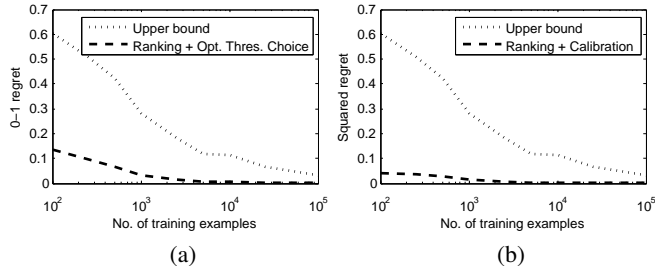 0.7
0.6
0.5
0.4
0.3
0.2
0.1
0
0−1 regret
Upper bound
Ranking + Opt. Thres. Choice
10^2
10^3
10^4
10^5
No. of training examples
(a)
0.7
0.6
0.5
0.4
0.3
0.2
0.1
0
Squared regret
Upper bound
Ranking + Calibration
10^2
10^3
10^4
10^5
No. of training examples
(b)